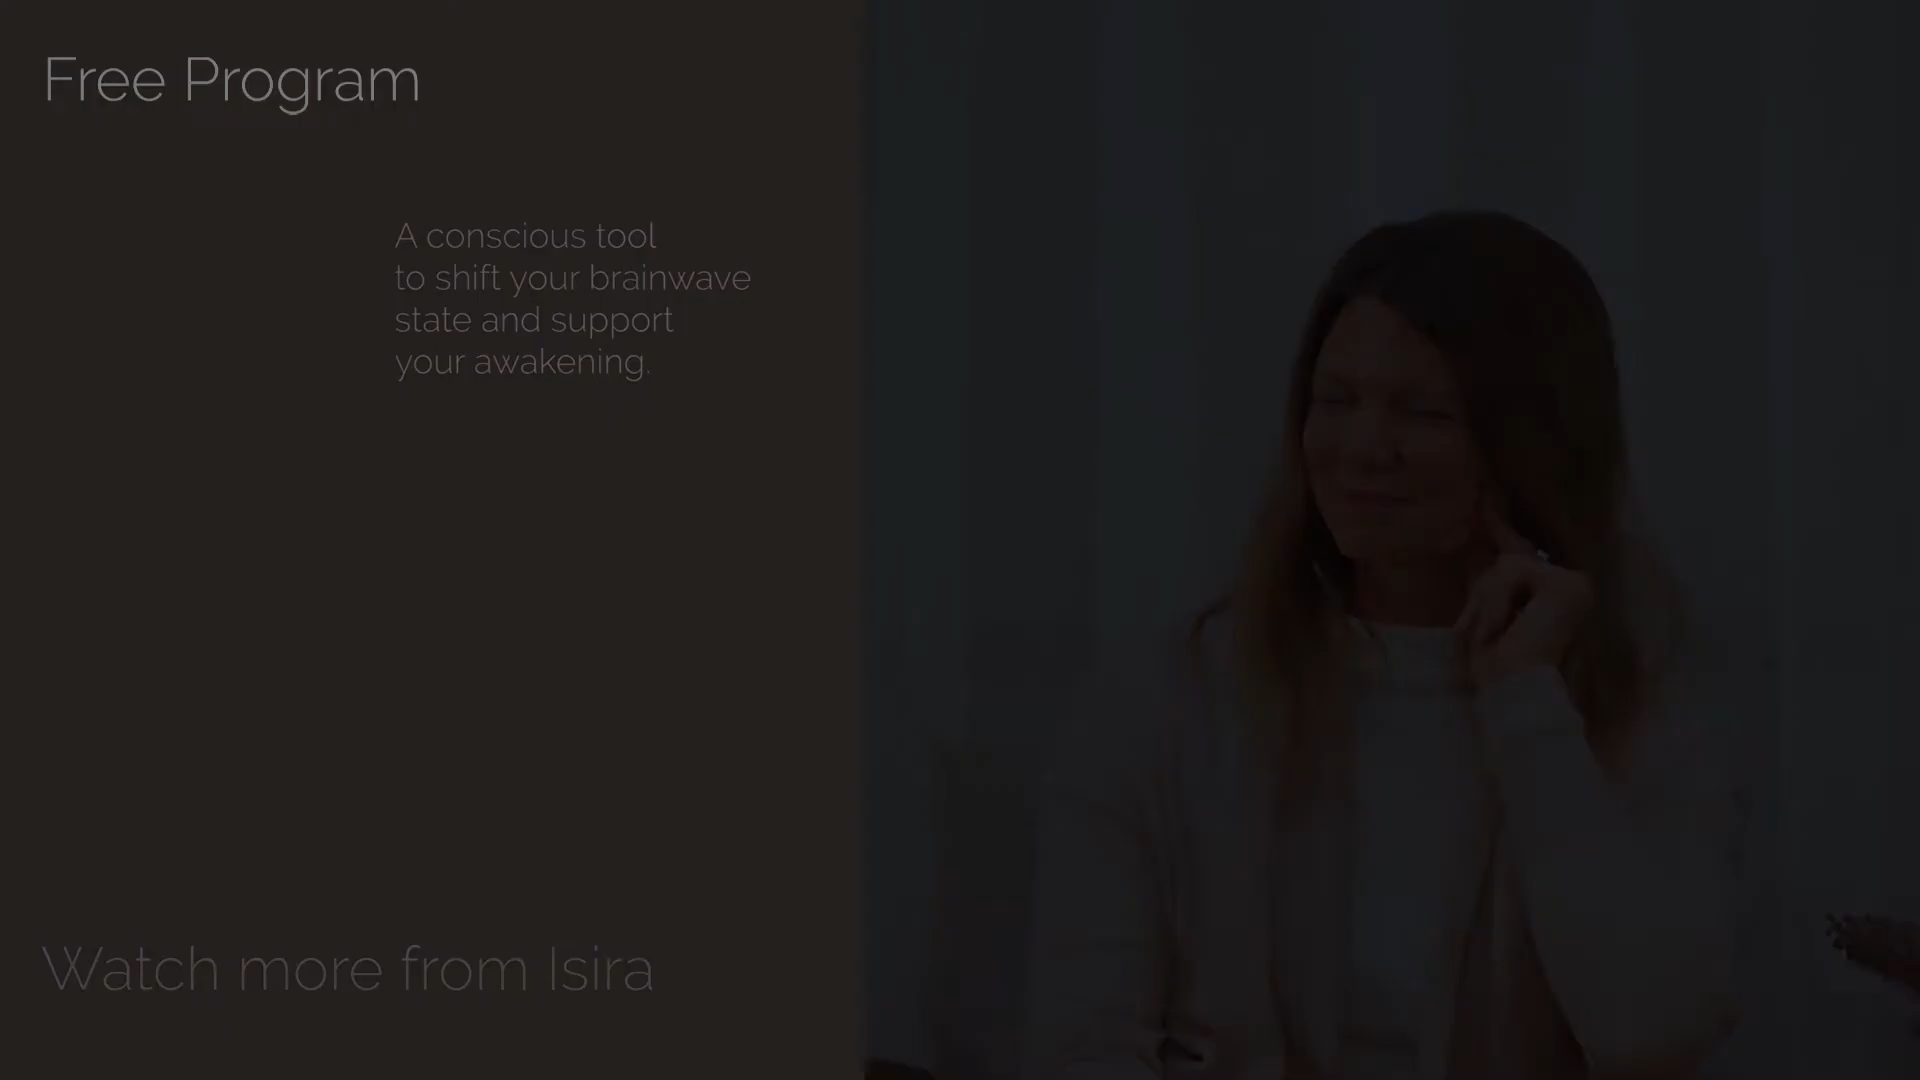 Free Program
A conscious tool
to shift your brainwave
state and support
your awakening.
Watch more from Isira